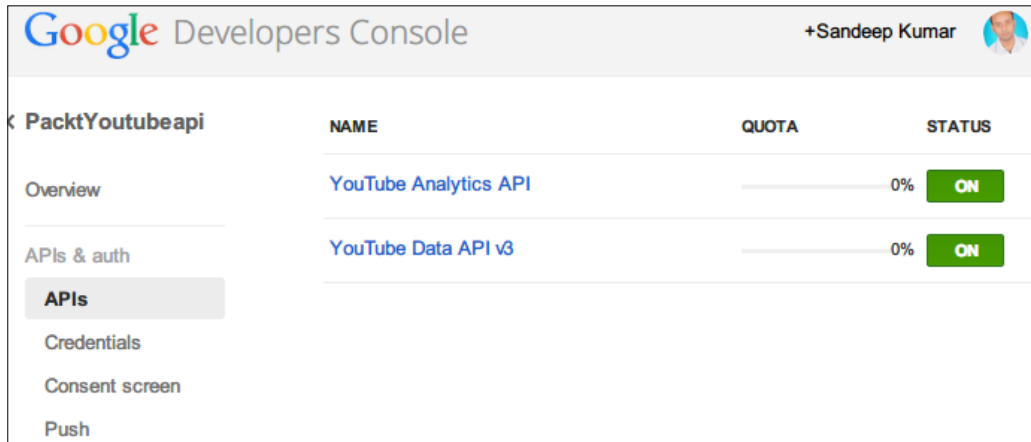 Google Developers Console
+Sandeep Kumar
PacktYoutubeapi
NAME QUOTA STATUS
Overview
YouTube Analytics API 0% ON
APIs & auth
YouTube Data API v3 0% ON
APIs
Credentials
Consent screen
Push